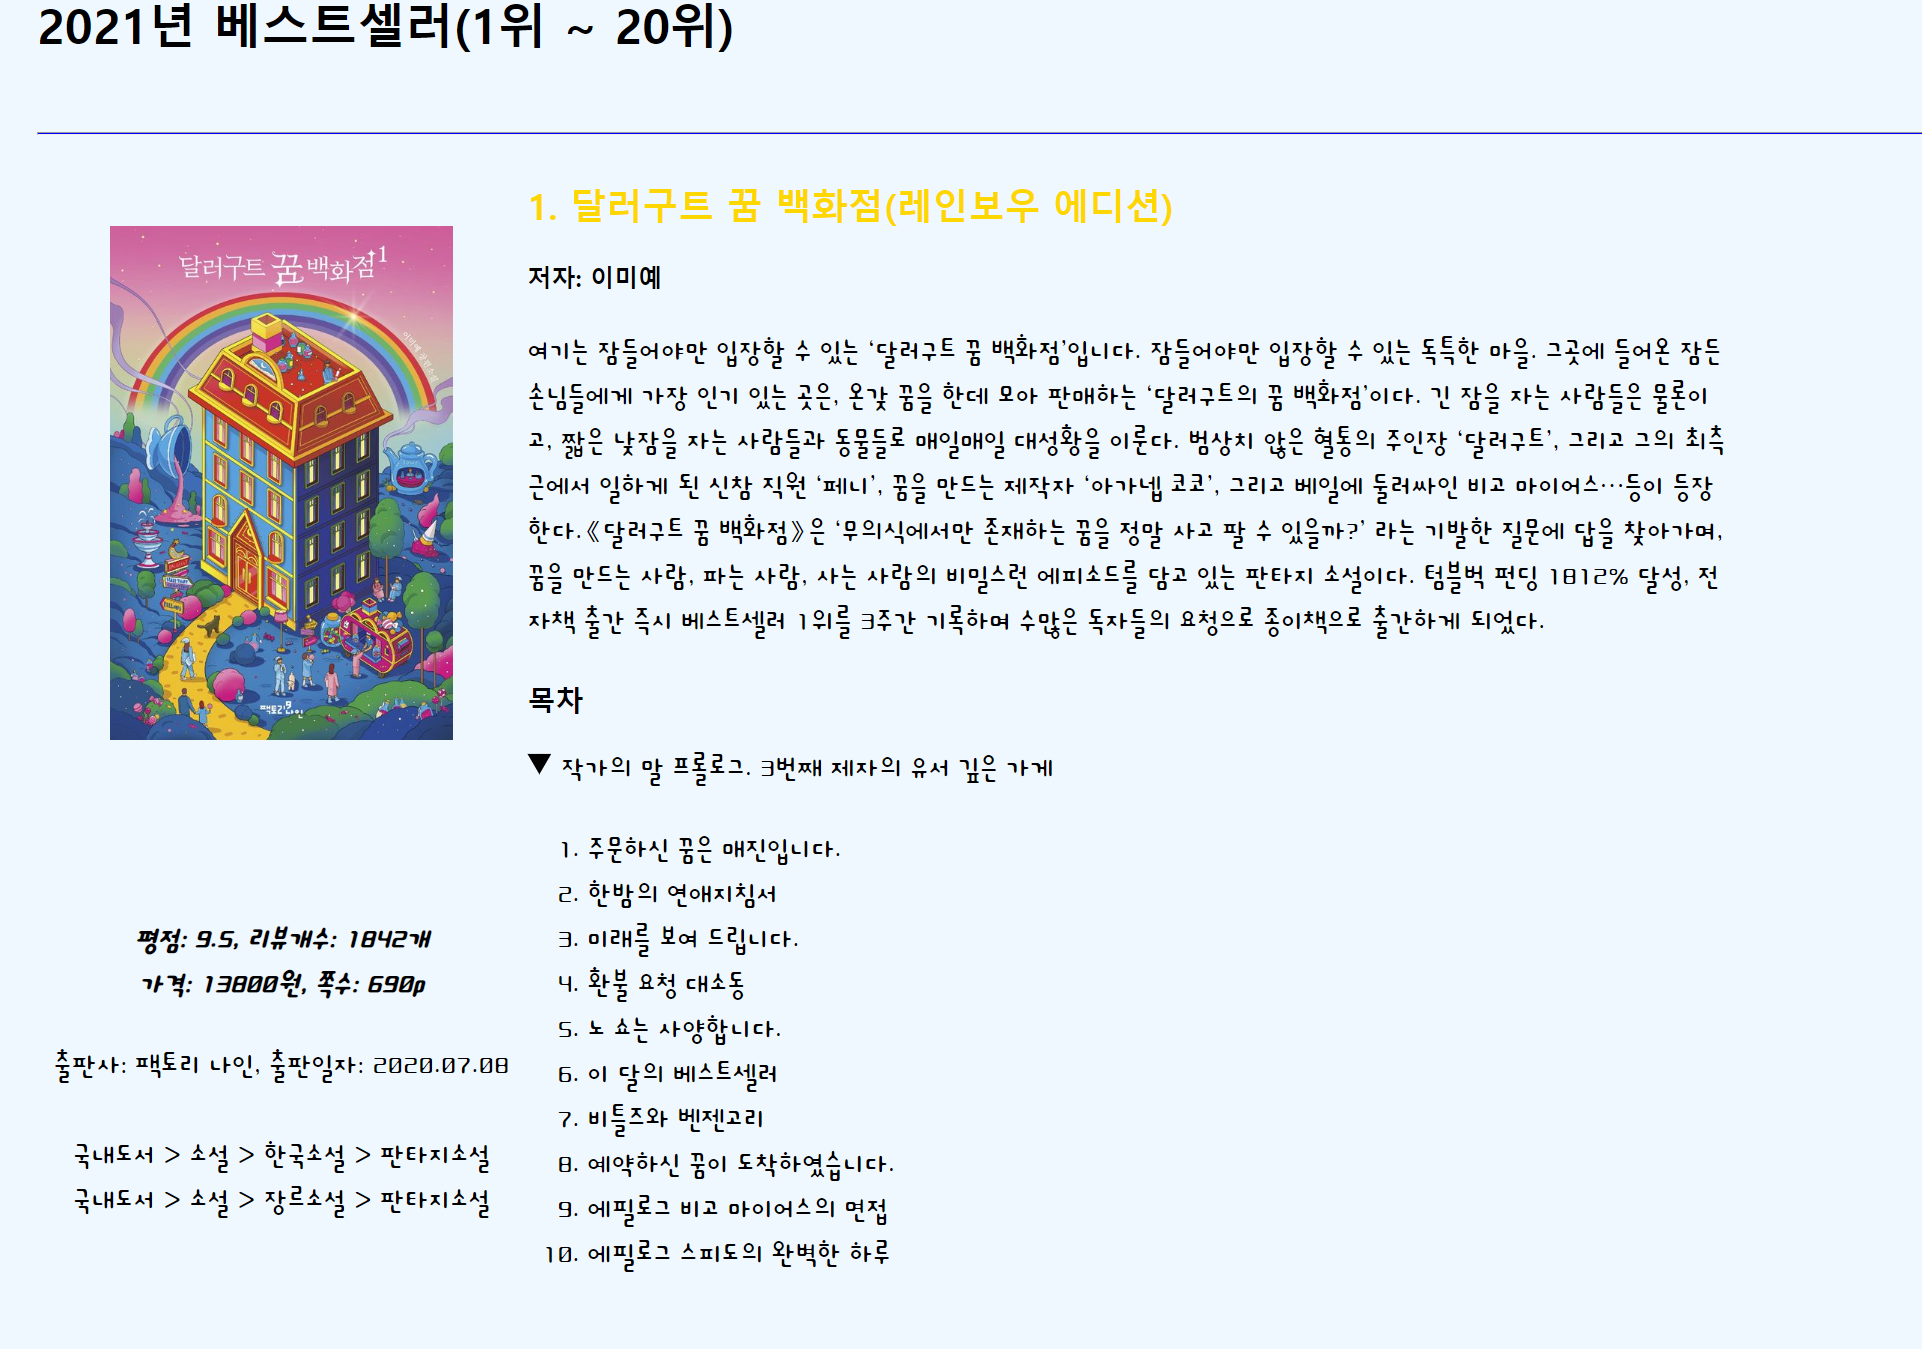 2021년 베스트셀러(1위 ~ 20위)
달러구트 꿈 백화점 1
이미예 장편소설
팩토리나인
평점: 9.5, 리뷰개수: 1842개
가격: 13800원, 쪽수: 690p
출판사: 팩토리 나인, 출판일자: 2020.07.08
국내도서 > 소설 > 한국소설 > 판타지소설
국내도서 > 소설 > 장르소설 > 판타지소설
1. 달러구트 꿈 백화점(레인보우 에디션)
저자: 이미예
여기는 잠들어야만 입장할 수 있는 ‘달러구트 꿈 백화점’입니다. 잠들어야만 입장할 수 있는 독특한 마을. 그곳에 들어온 잠든
손님들에게 가장 인기 있는 곳은, 온갖 꿈을 한데 모아 판매하는 ‘달러구트의 꿈 백화점’이다. 긴 잠을 자는 사람들은 물론이
고, 짧은 낮잠을 자는 사람들과 동물들로 매일매일 대성황을 이룬다. 범상치 않은 혈통의 주인장 ‘달러구트’, 그리고 그의 최측
근에서 일하게 된 신참 직원 ‘페니’, 꿈을 만드는 제작자 ‘아가넵 코코’, 그리고 베일에 둘러싸인 비고 마이어스…등이 등장
한다.《달러구트 꿈 백화점》은 ‘무의식에서만 존재하는 꿈을 정말 사고 팔 수 있을까?’ 라는 기발한 질문에 답을 찾아가며,
꿈을 만드는 사람, 파는 사람, 사는 사람의 비밀스런 에피소드를 담고 있는 판타지 소설이다. 텀블벅 펀딩 1812% 달성, 전
자책 출간 즉시 베스트셀러 1위를 3주간 기록하며 수많은 독자들의 요청으로 종이책으로 출간하게 되었다.
목차
▼ 작가의 말 프롤로그. 3번째 제자의 유서 깊은 가게
1. 주문하신 꿈은 매진입니다.
2. 한밤의 연애지침서
3. 미래를 보여 드립니다.
4. 환불 요청 대소동
5. 노 쇼는 사양합니다.
6. 이 달의 베스트셀러
7. 비틀즈와 벤젠고리
8. 예약하신 꿈이 도착하였습니다.
9. 에필로그 비고 마이어스의 면접
10. 에필로그 스피도의 완벽한 하루